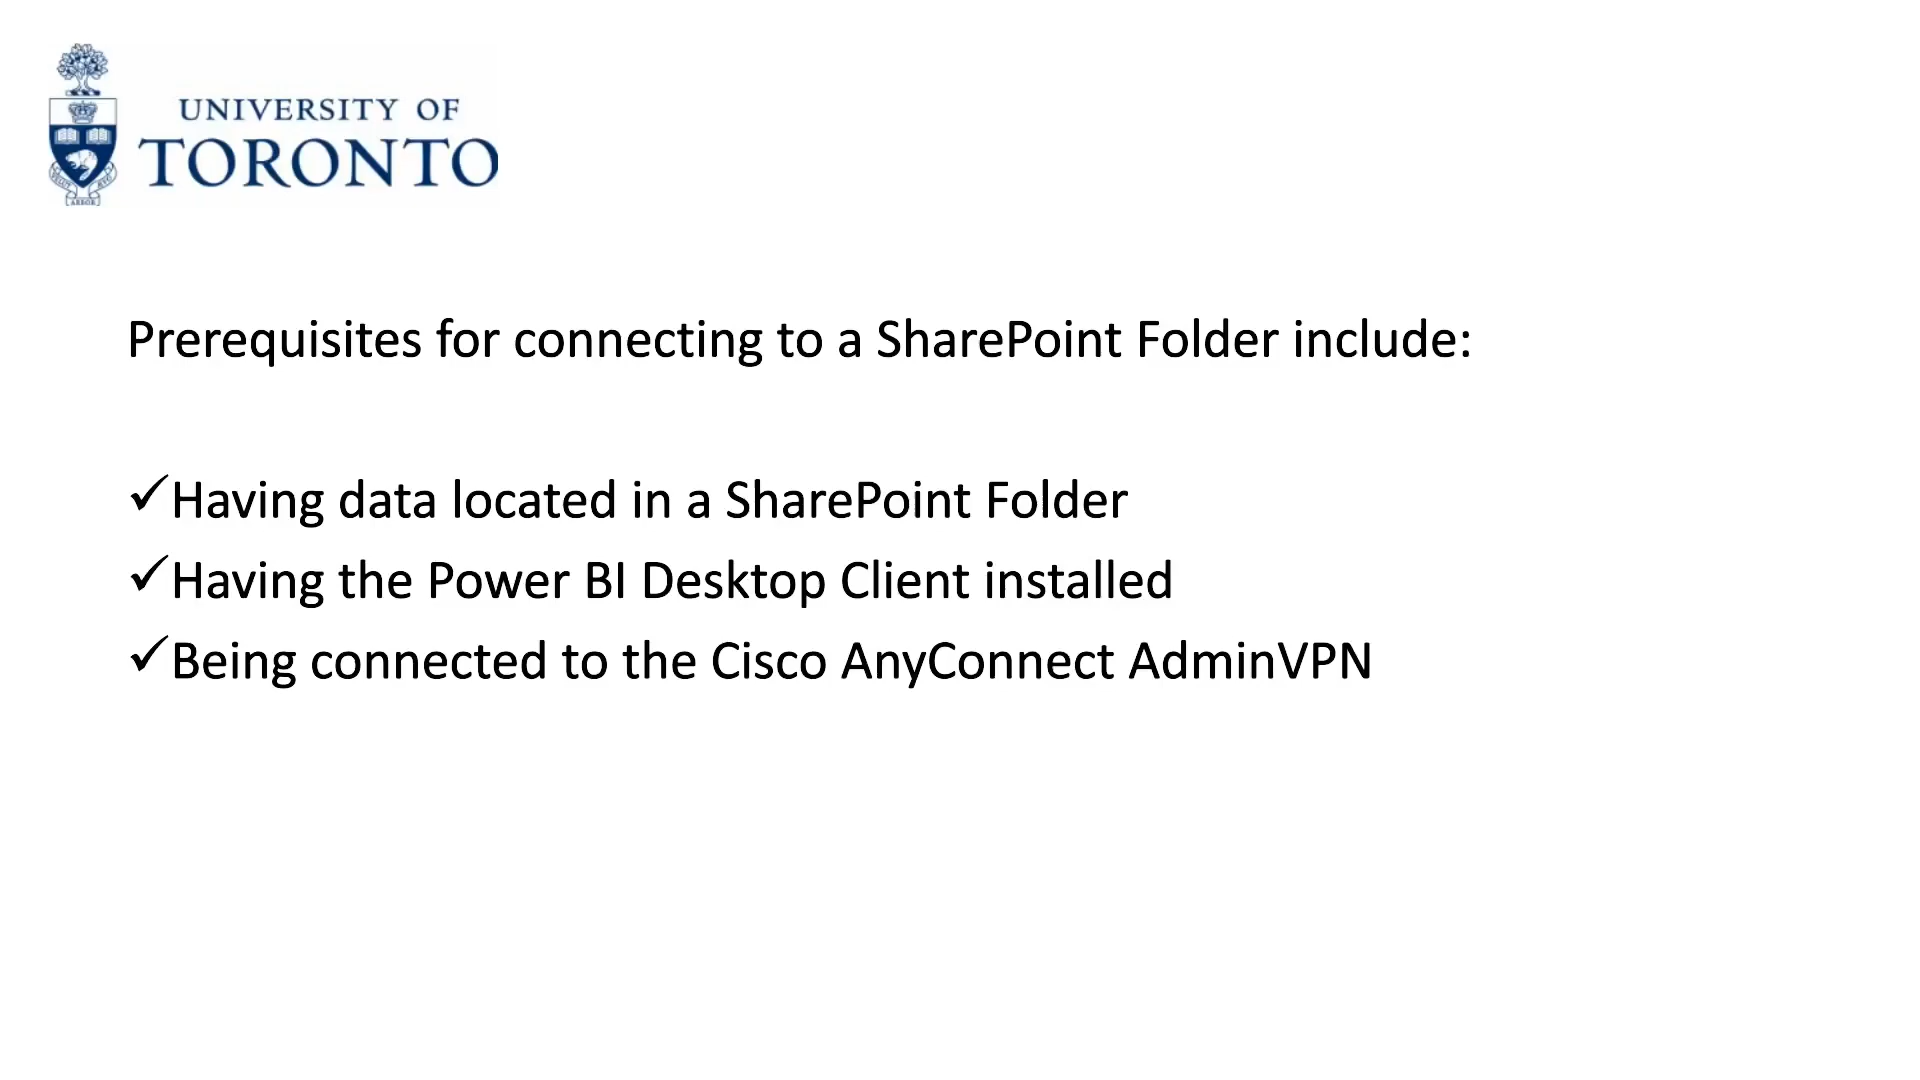 UNIVERSITY OF
TORONTO
Prerequisites for connecting to a SharePoint Folder include:
✓Having data located in a SharePoint Folder
✓Having the Power BI Desktop Client installed
✓Being connected to the Cisco AnyConnect AdminVPN